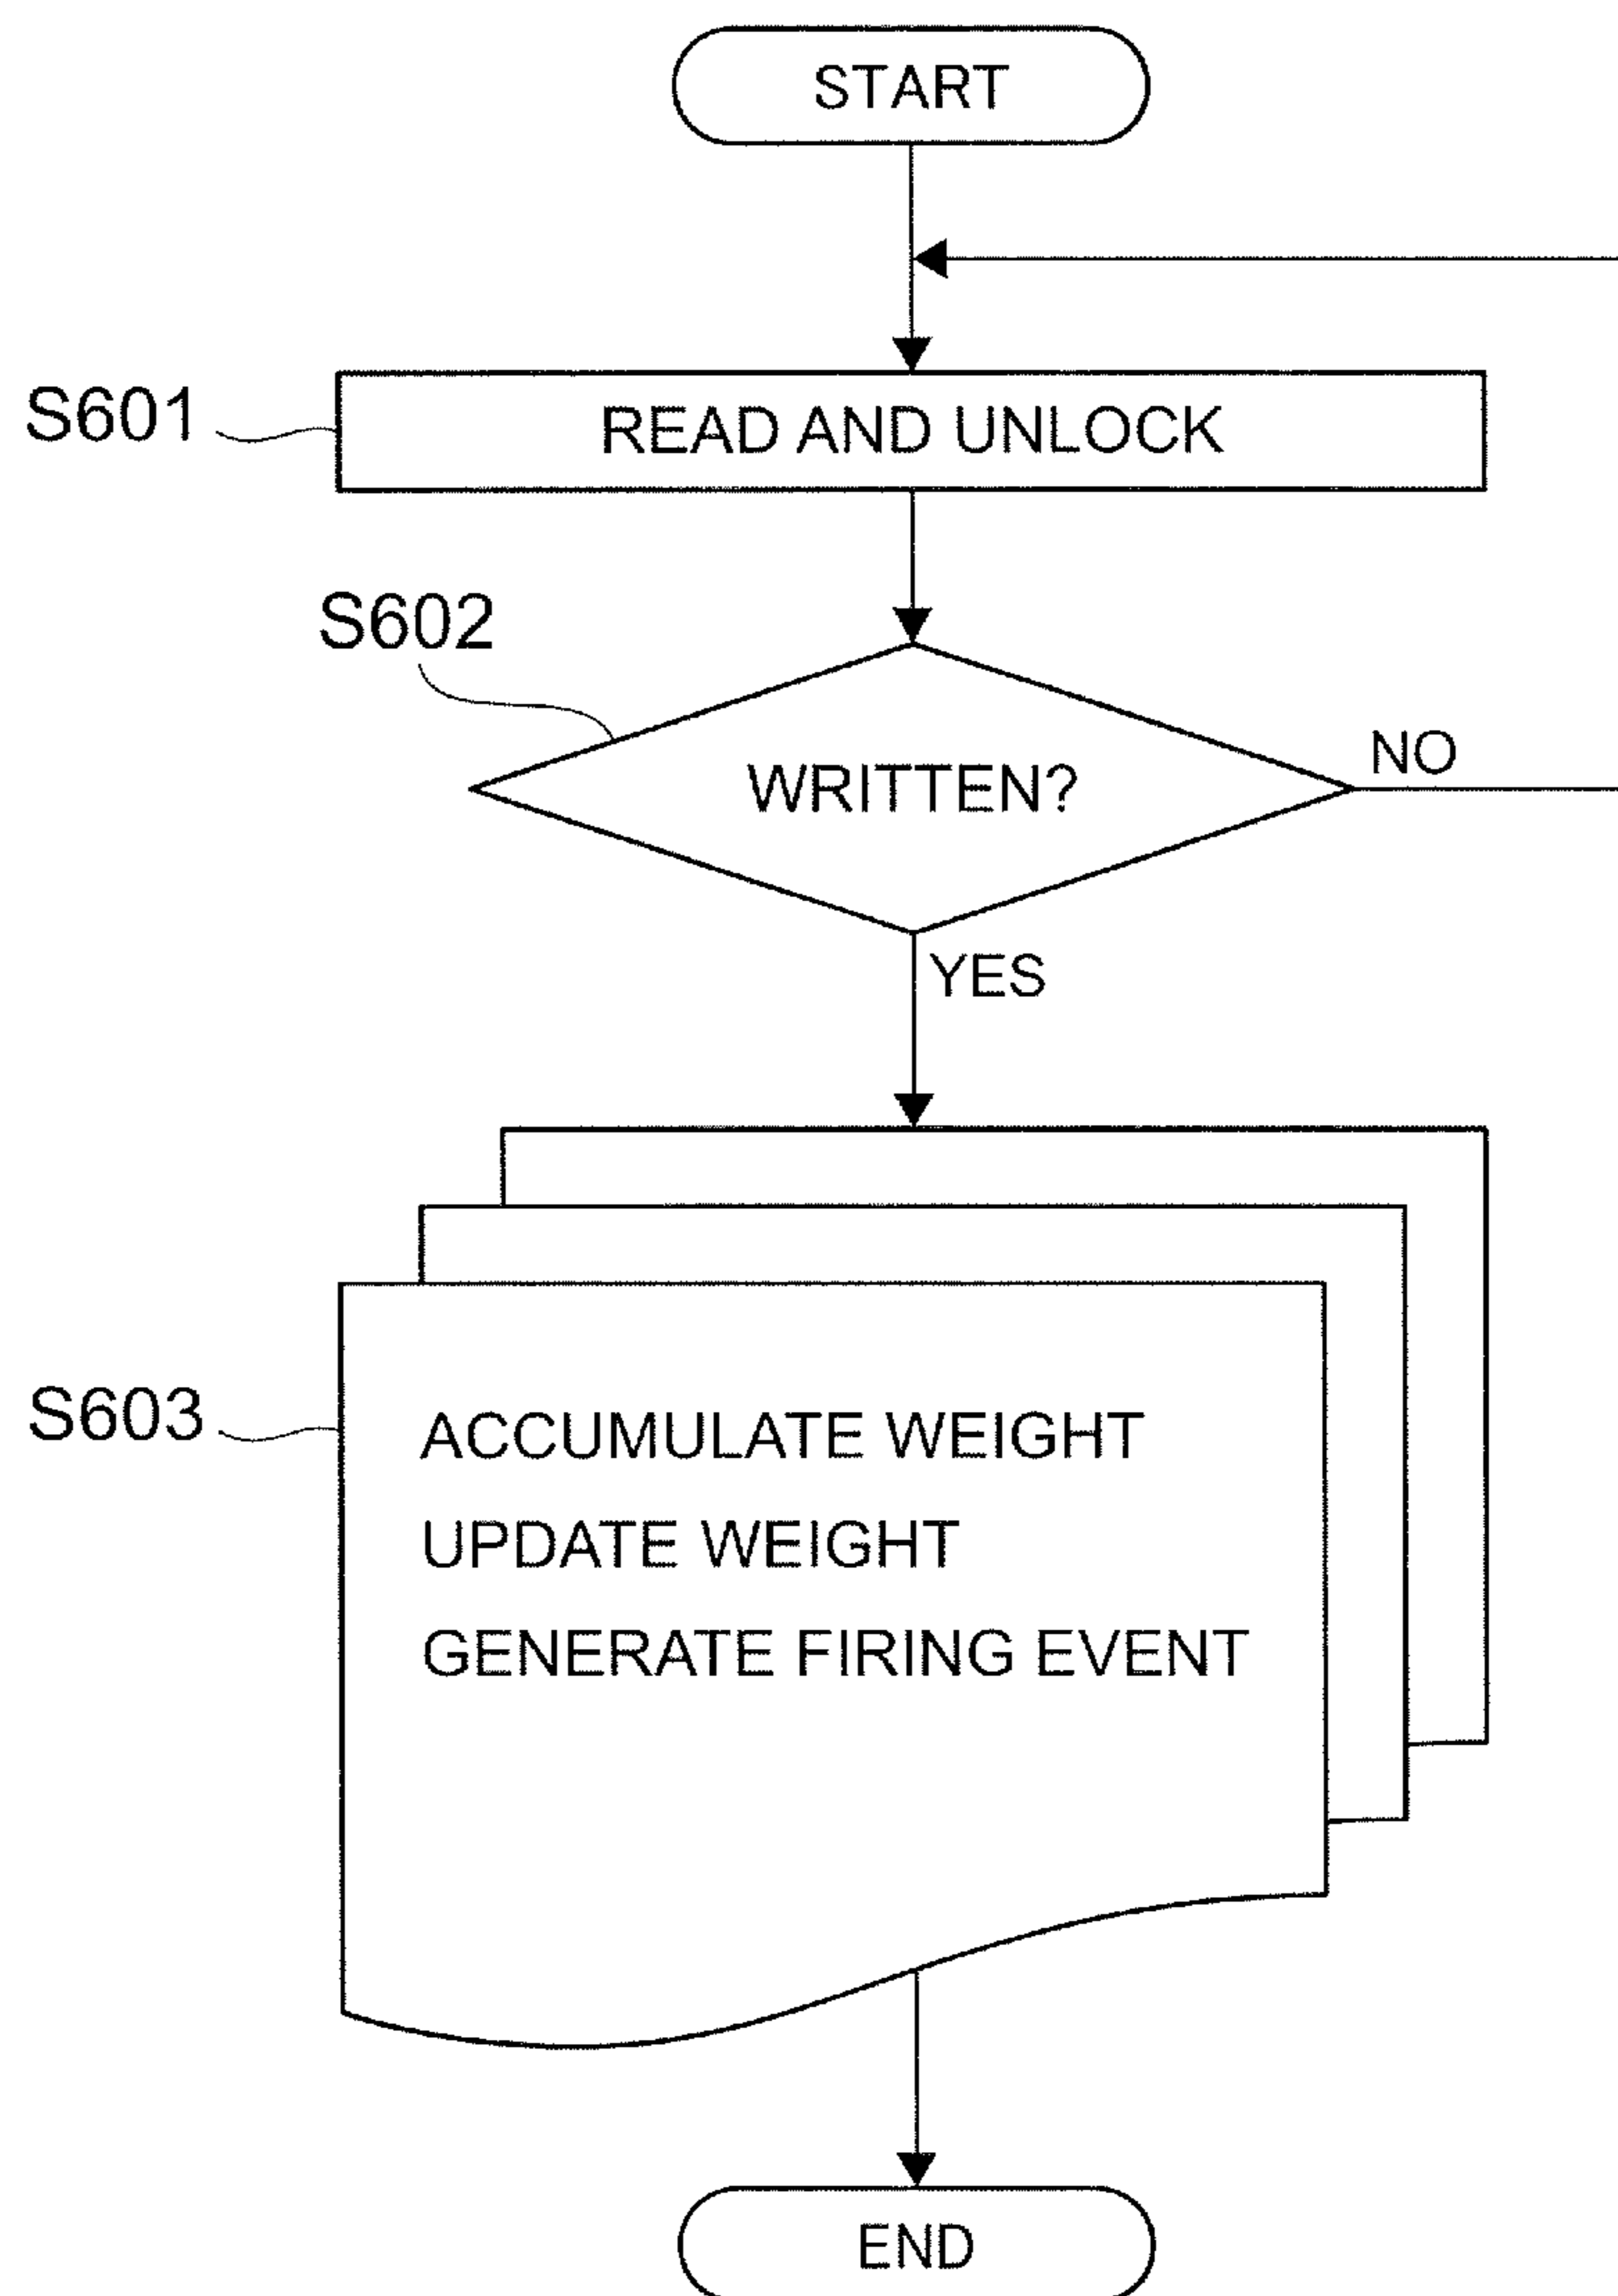 START
S601
READ AND UNLOCK
S602
WRITTEN?
NO
YES
S603
ACCUMULATE WEIGHT
UPDATE WEIGHT
GENERATE FIRING EVENT
END